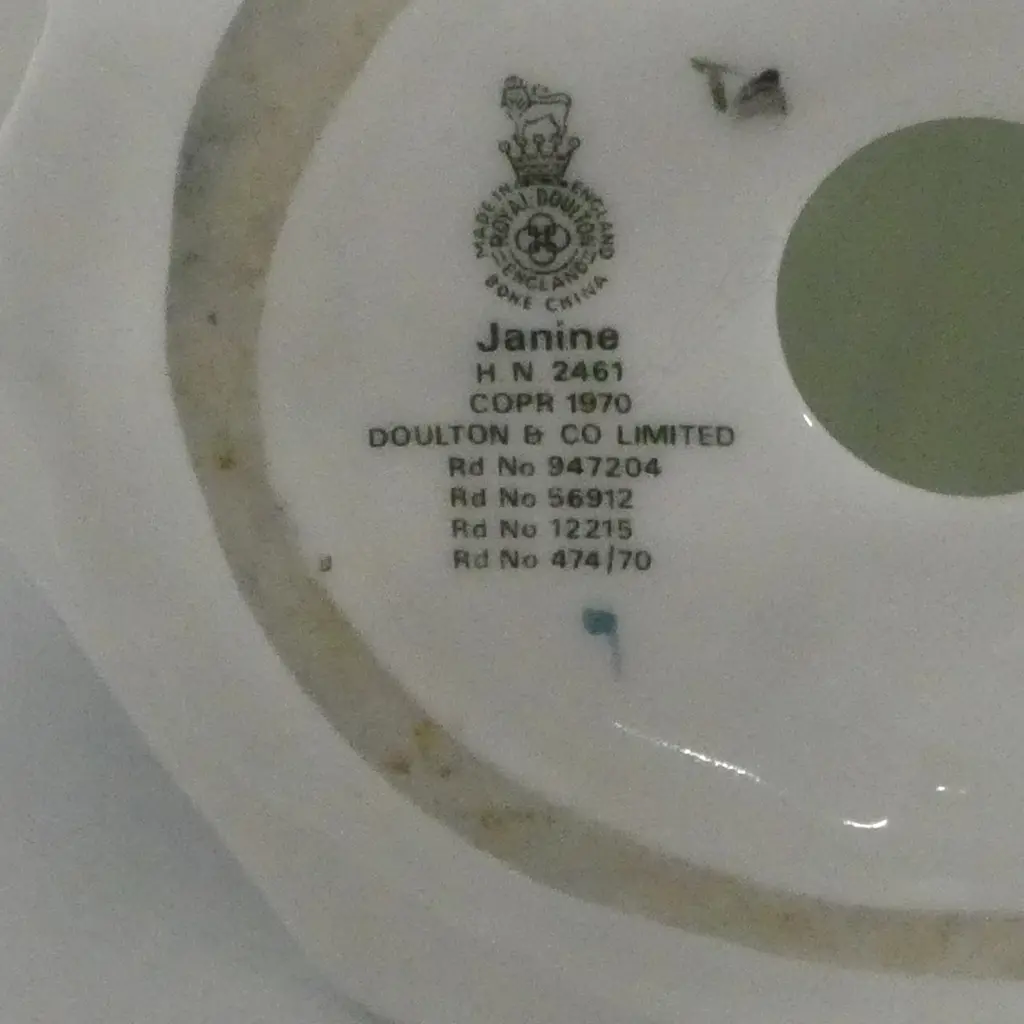 MADE IN ENGLAND
ROYAL DOULTON
ENGLAND
BONE CHINA
Janine
H N 2461
COPR 1970
DOULTON & CO LIMITED
Rd No 947204
Rd No 56912
Rd No 12215
Rd No 474/70